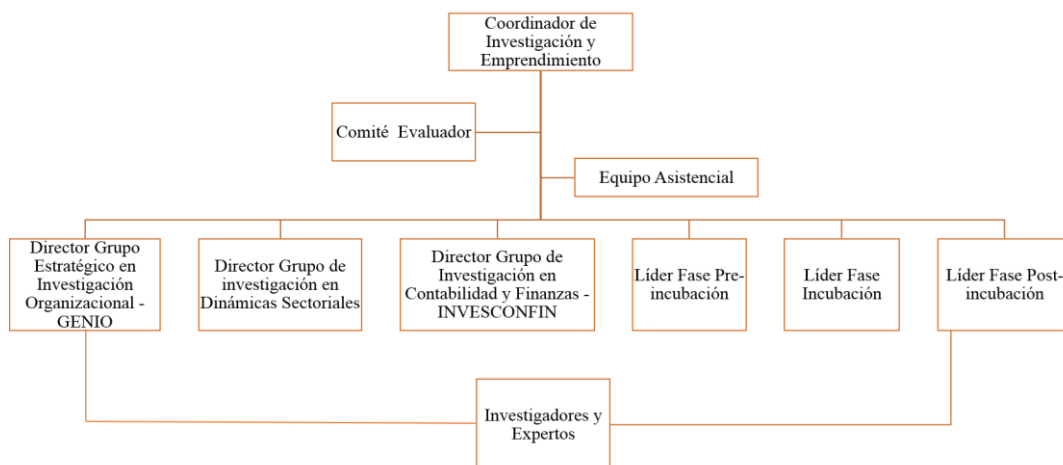 Coordinador de
Investigación y
Emprendimiento
Comité Evaluador
Equipo Asistencial
Director Grupo
Estratégico en
Investigación
Organizacional -
GENIO
Director Grupo de
investigación en
Dinámicas Sectoriales
Director Grupo de
Investigación en
Contabilidad y Finanzas -
INVESCONFIN
Líder Fase Pre-
incubación
Líder Fase
Incubación
Líder Fase Post-
incubación
Investigadores y
Expertos